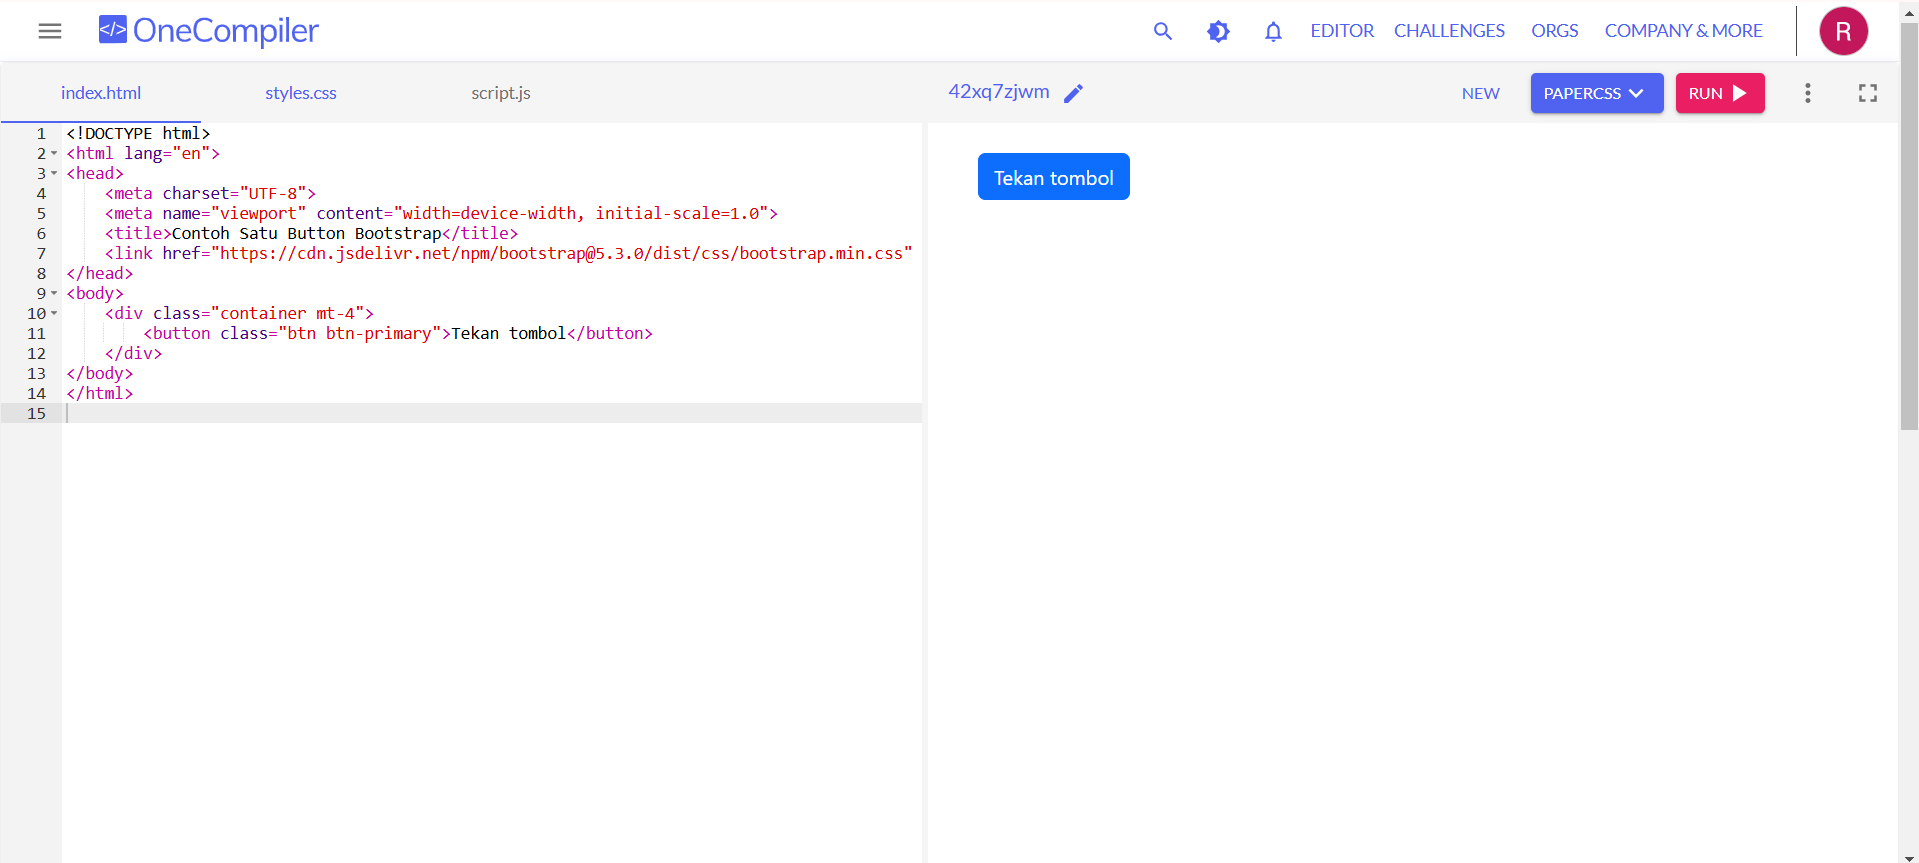 </> OneCompiler
EDITOR CHALLENGES ORGS COMPANY & MORE R
index.html styles.css script.js 42xq7zjwm NEW PAPERCSS RUN
1 <!DOCTYPE html>
2 <html lang="en">
3 <head>
4 <meta charset="UTF-8">
5 <meta name="viewport" content="width=device-width, initial-scale=1.0">
6 <title>Contoh Satu Button Bootstrap</title>
7 <link href="https://cdn.jsdelivr.net/npm/bootstrap@5.3.0/dist/css/bootstrap.min.css"
8 </head>
9 <body>
10 <div class="container mt-4">
11 <button class="btn btn-primary">Tekan tombol</button>
12 </div>
13 </body>
14 </html>
15
Tekan tombol